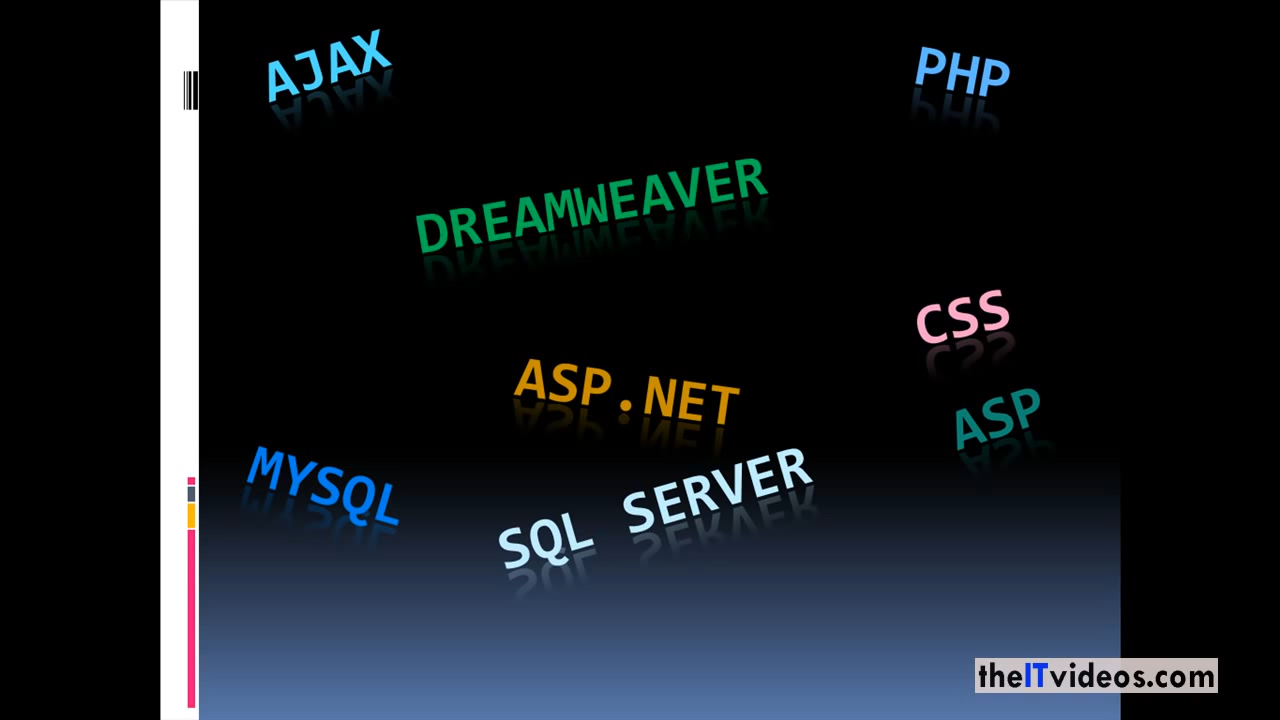 AJAX
PHP
DREAMWEAVER
CSS
ASP.NET
ASP
MYSQL
SQL SERVER
theITvideos.com